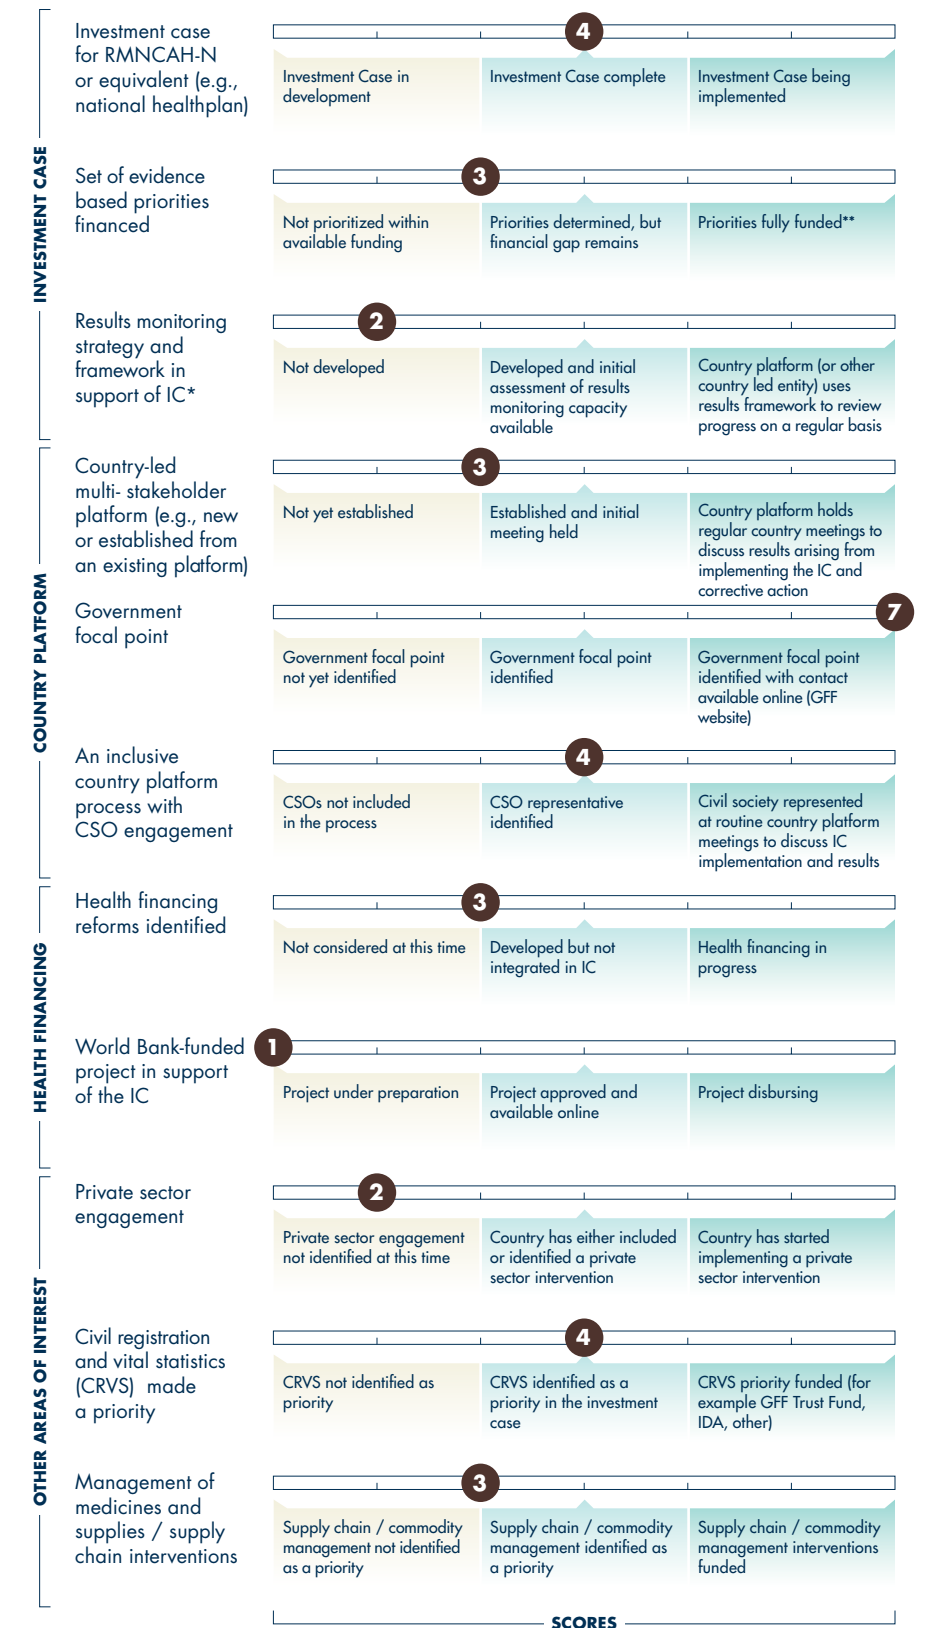 INVESTMENT CASE
Investment case
for RMNCAH-N
or equivalent (e.g.,
national healthplan)
4
Investment Case in
development
Investment Case complete
Investment Case being
implemented
Set of evidence
based priorities
financed
3
Not prioritized within
available funding
Priorities determined, but
financial gap remains
Priorities fully funded**
Results monitoring
strategy and
framework in
support of IC*
2
Not developed
Developed and initial
assessment of results
monitoring capacity
available
Country platform (or other
country led entity) uses
results framework to review
progress on a regular basis
COUNTRY PLATFORM
Country-led
multi- stakeholder
platform (e.g., new
or established from
an existing platform)
3
Not yet established
Established and initial
meeting held
Country platform holds
regular country meetings to
discuss results arising from
implementing the IC and
corrective action
Government
focal point
7
Government focal point
not yet identified
Government focal point
identified
Government focal point
identified with contact
available online (GFF
website)
An inclusive
country platform
process with
CSO engagement
4
CSOs not included
in the process
CSO representative
identified
Civil society represented
at routine country platform
meetings to discuss IC
implementation and results
HEALTH FINANCING
Health financing
reforms identified
3
Not considered at this time
Developed but not
integrated in IC
Health financing in
progress
World Bank-funded
project in support
of the IC
1
Project under preparation
Project approved and
available online
Project disbursing
OTHER AREAS OF INTEREST
Private sector
engagement
2
Private sector engagement
not identified at this time
Country has either included
or identified a private
sector intervention
Country has started
implementing a private
sector intervention
Civil registration
and vital statistics
(CRVS) made
a priority
4
CRVS not identified as
priority
CRVS identified as a
priority in the investment
case
CRVS priority funded (for
example GFF Trust Fund,
IDA, other)
Management of
medicines and
supplies / supply
chain interventions
3
Supply chain / commodity
management not identified
as a priority
Supply chain / commodity
management identified as
a priority
Supply chain / commodity
management interventions
funded
SCORES